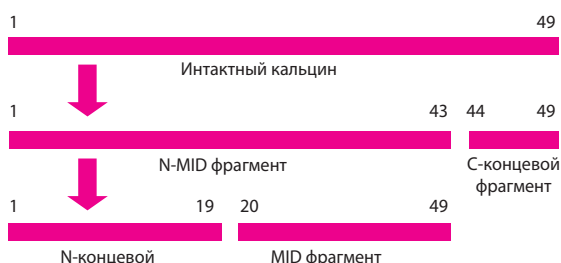 1 49
Интактный кальцин
1 43 44 49
N-MID фрагмент
С-концевой
фрагмент
1 19 20 49
N-концевой MID фрагмент